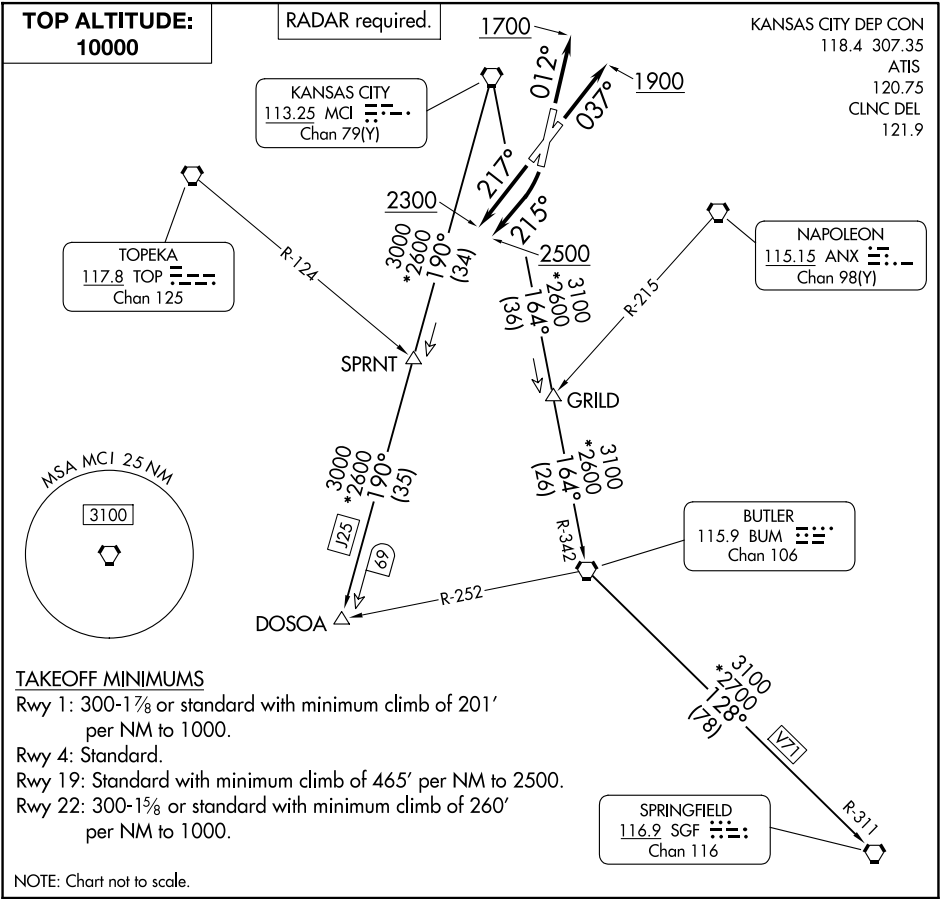 TOP ALTITUDE:
10000
RADAR required.
KANSAS CITY DEP CON
118.4 307.35
ATIS
120.75
CLNC DEL
121.9
1700
012°
1900
037°
KANSAS CITY
113.25 MCI
Chan 79(Y)
217°
215°
2300
2500
TOPEKA
117.8 TOP
Chan 125
R-124
NAPOLEON
115.15 ANX
Chan 98(Y)
R-215
3000
*2600
190°
(34)
3100
*2600
164°
(36)
SPRNT
GRILD
3000
*2600
190°
(35)
3100
*2600
164°
(26)
MSA MCI 25 NM
3100
J25
69
R-342
BUTLER
115.9 BUM
Chan 106
R-252
DOSOA
3100
*2700
128°
(78)
V71
R-311
SPRINGFIELD
116.9 SGF
Chan 116
TAKEOFF MINIMUMS
Rwy 1: 300-1⅞ or standard with minimum climb of 201'
per NM to 1000.
Rwy 4: Standard.
Rwy 19: Standard with minimum climb of 465' per NM to 2500.
Rwy 22: 300-1⅝ or standard with minimum climb of 260'
per NM to 1000.
NOTE: Chart not to scale.